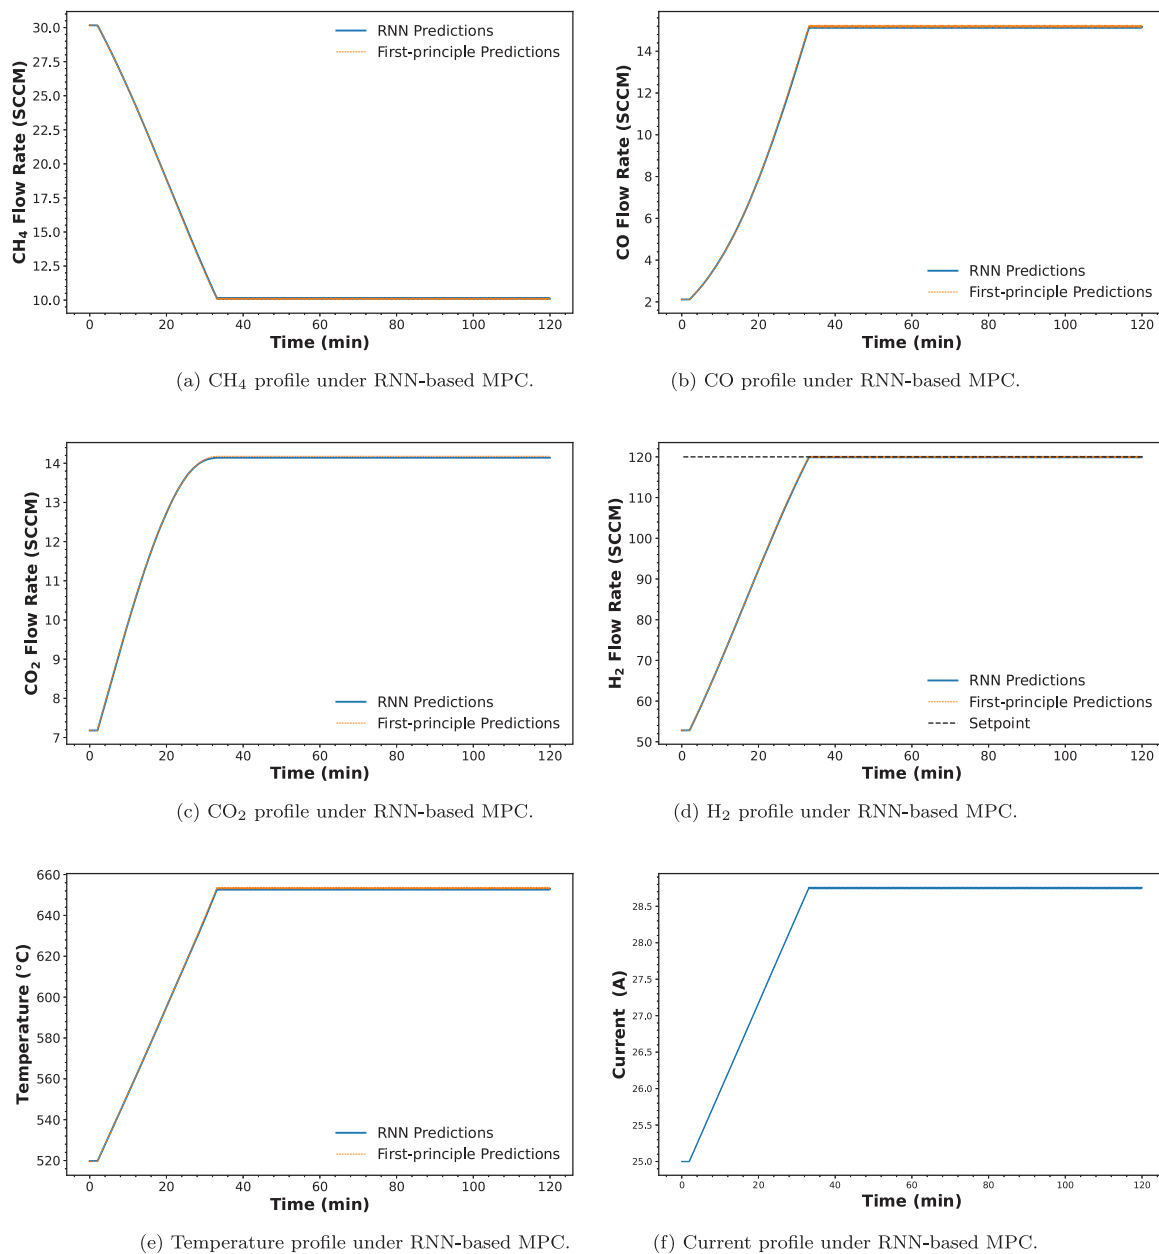 30.0
27.5
25.0
22.5
20.0
17.5
15.0
12.5
10.0
CH₄ Flow Rate (SCCM)
RNN Predictions
First-principle Predictions
0 20 40 60 80 100 120
Time (min)
(a) CH₄ profile under RNN-based MPC.
14
12
10
8
6
4
2
CO Flow Rate (SCCM)
RNN Predictions
First-principle Predictions
0 20 40 60 80 100 120
Time (min)
(b) CO profile under RNN-based MPC.
14
13
12
11
10
9
8
7
CO₂ Flow Rate (SCCM)
RNN Predictions
First-principle Predictions
0 20 40 60 80 100 120
Time (min)
(c) CO₂ profile under RNN-based MPC.
120
110
100
90
80
70
60
50
H₂ Flow Rate (SCCM)
RNN Predictions
First-principle Predictions
Setpoint
0 20 40 60 80 100 120
Time (min)
(d) H₂ profile under RNN-based MPC.
660
640
620
600
580
560
540
520
Temperature (°C)
RNN Predictions
First-principle Predictions
0 20 40 60 80 100 120
Time (min)
(e) Temperature profile under RNN-based MPC.
28.5
28.0
27.5
27.0
26.5
26.0
25.5
25.0
Current (A)
0 20 40 60 80 100 120
Time (min)
(f) Current profile under RNN-based MPC.